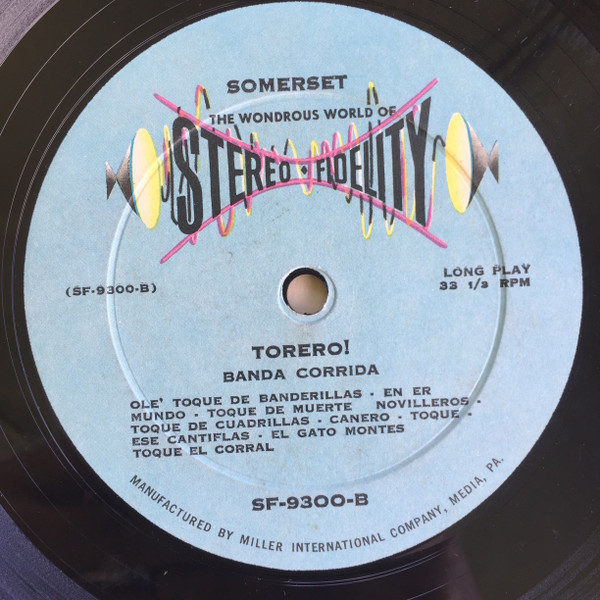 SOMERSET
THE WONDROUS WORLD OF
STEREO · FIDELITY
(SF-9300-B)
LONG PLAY
33 1/3 RPM
TORERO!
BANDA CORRIDA
OLE' TOQUE DE BANDERILLAS · EN ER
MUNDO · TOQUE DE MUERTE NOVILLEROS ·
TOQUE DE CUADRILLAS · CANERO · TOQUE ·
ESE CANTIFLAS · EL GATO MONTES
TOQUE EL CORRAL
SF-9300-B
MANUFACTURED BY MILLER INTERNATIONAL COMPANY, MEDIA, PA.